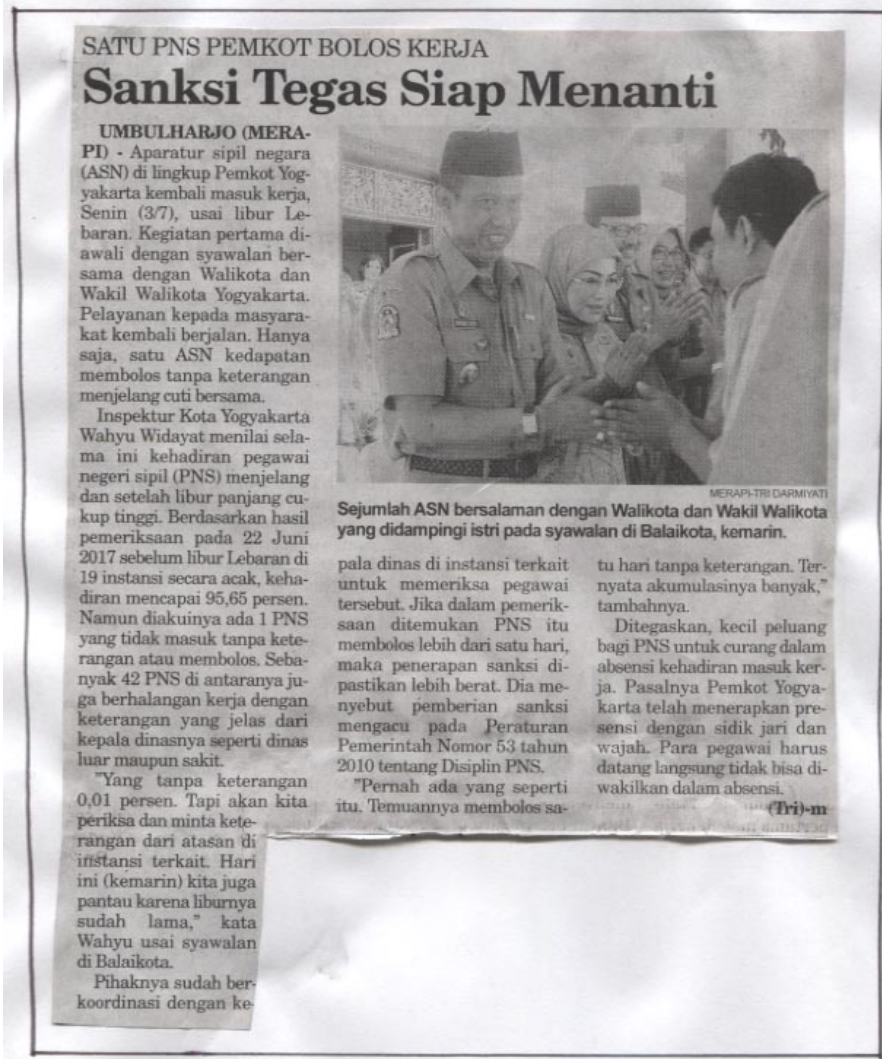 SATU PNS PEMKOT BOLOS KERJA
Sanksi Tegas Siap Menanti
UMBULHARJO (MERA-
PI) - Aparatur sipil negara
(ASN) di lingkup Pemkot Yog-
yakarta kembali masuk kerja,
Senin (3/7), usai libur Le-
baran. Kegiatan pertama di-
awali dengan syawalan ber-
sama dengan Walikota dan
Wakil Walikota Yogyakarta.
Pelayanan kepada masyara-
kat kembali berjalan. Hanya
saja, satu ASN kedapatan
membolos tanpa keterangan
menjelang cuti bersama.
Inspektur Kota Yogyakarta
Wahyu Widayat menilai sela-
ma ini kehadiran pegawai
negeri sipil (PNS) menjelang
dan setelah libur panjang cu-
kup tinggi. Berdasarkan hasil
pemeriksaan pada 22 Juni
2017 sebelum libur Lebaran di
19 instansi secara acak, keha-
diran mencapai 95,65 persen.
Namun diakuinya ada 1 PNS
yang tidak masuk tanpa kete-
rangan atau membolos. Seba-
nyak 42 PNS di antaranya ju-
ga berhalangan kerja dengan
keterangan yang jelas dari
kepala dinasnya seperti dinas
luar maupun sakit.
"Yang tanpa keterangan
0,01 persen. Tapi akan kita
periksa dan minta kete-
rangan dari atasan di
instansi terkait. Hari
ini (kemarin) kita juga
pantau karena liburnya
sudah lama," kata
Wahyu usai syawalan
di Balaikota.
Pihaknya sudah ber-
koordinasi dengan ke-
MERAPI-TRI DARMIYATI
Sejumlah ASN bersalaman dengan Walikota dan Wakil Walikota
yang didampingi istri pada syawalan di Balaikota, kemarin.
pala dinas di instansi terkait
untuk memeriksa pegawai
tersebut. Jika dalam pemerik-
saan ditemukan PNS itu
membolos lebih dari satu hari,
maka penerapan sanksi di-
pastikan lebih berat. Dia me-
nyebut pemberian sanksi
mengacu pada Peraturan
Pemerintah Nomor 53 tahun
2010 tentang Disiplin PNS.
"Pernah ada yang seperti
itu. Temuannya membolos sa-
tu hari tanpa keterangan. Ter-
nyata akumulasinya banyak,"
tambahnya.
Ditegaskan, kecil peluang
bagi PNS untuk curang dalam
absensi kehadiran masuk ker-
ja. Pasalnya Pemkot Yogya-
karta telah menerapkan pre-
sensi dengan sidik jari dan
wajah. Para pegawai harus
datang langsung tidak bisa di-
wakilkan dalam absensi.
(Tri)-m